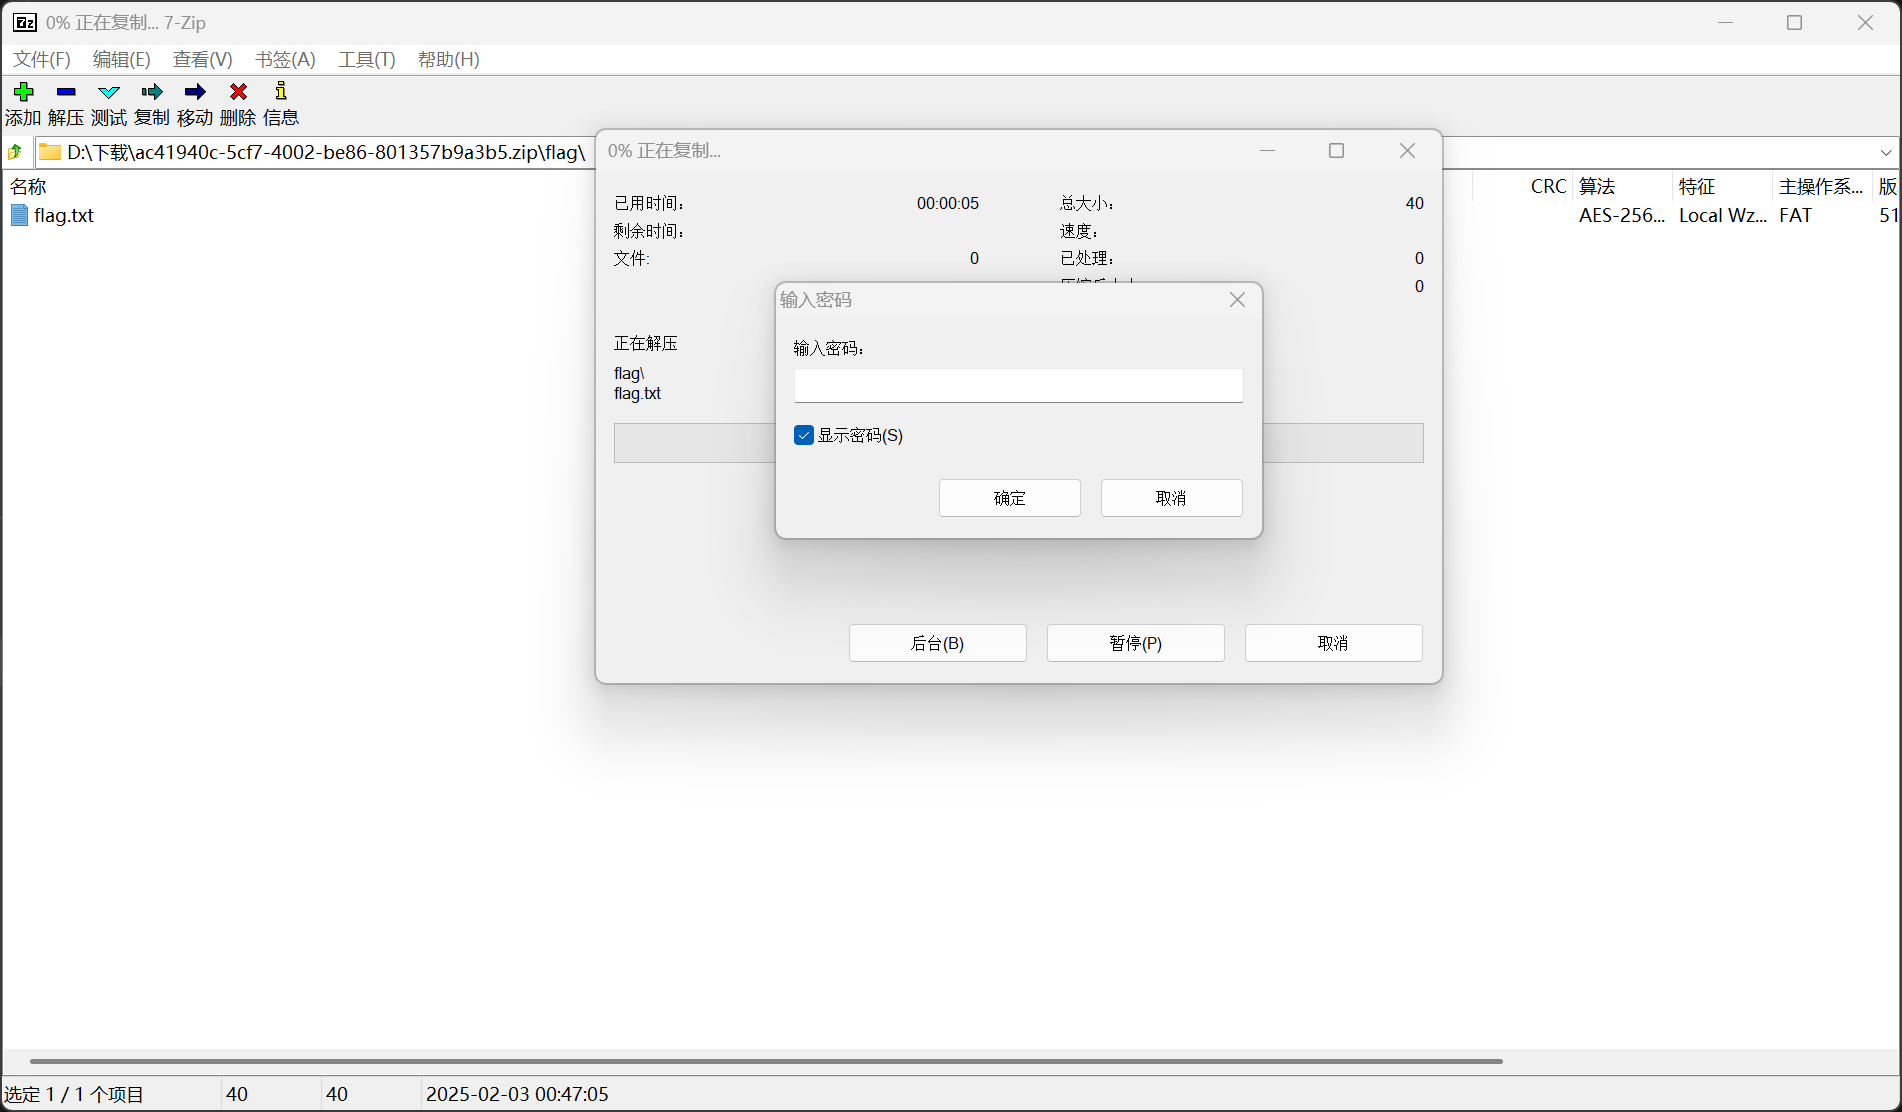 0% 正在复制... 7-Zip
文件(F) 编辑(E) 查看(V) 书签(A) 工具(T) 帮助(H)
添加 解压 测试 复制 移动 删除 信息
D:\下载\ac41940c-5cf7-4002-be86-801357b9a3b5.zip\flag\
名称 CRC 算法 特征 主操作系... 版
flag.txt AES-256... Local Wz... FAT 51
0% 正在复制...
已用时间: 00:00:05 总大小: 40
剩余时间: 速度:
文件: 0 已处理: 0
0
正在解压
flag\
flag.txt
输入密码
输入密码:
显示密码(S)
确定 取消
后台(B) 暂停(P) 取消
选定 1 / 1 个项目 40 40 2025-02-03 00:47:05